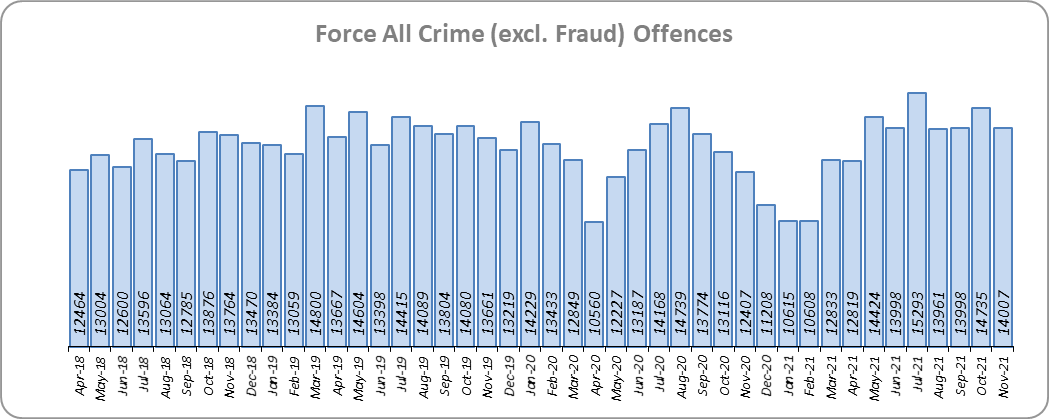 Force All Crime (excl. Fraud) Offences
12464
13004
12600
13596
13064
12785
13876
13764
13470
13384
13059
14800
13667
14604
13398
14415
14089
13804
14080
13661
13219
14229
13433
12849
10560
12227
13187
14168
14739
13774
13116
12407
11208
10615
10608
12833
12819
14424
13998
15293
13961
13998
14735
14007
Apr-18
May-18
Jun-18
Jul-18
Aug-18
Sep-18
Oct-18
Nov-18
Dec-18
Jan-19
Feb-19
Mar-19
Apr-19
May-19
Jun-19
Jul-19
Aug-19
Sep-19
Oct-19
Nov-19
Dec-19
Jan-20
Feb-20
Mar-20
Apr-20
May-20
Jun-20
Jul-20
Aug-20
Sep-20
Oct-20
Nov-20
Dec-20
Jan-21
Feb-21
Mar-21
Apr-21
May-21
Jun-21
Jul-21
Aug-21
Sep-21
Oct-21
Nov-21